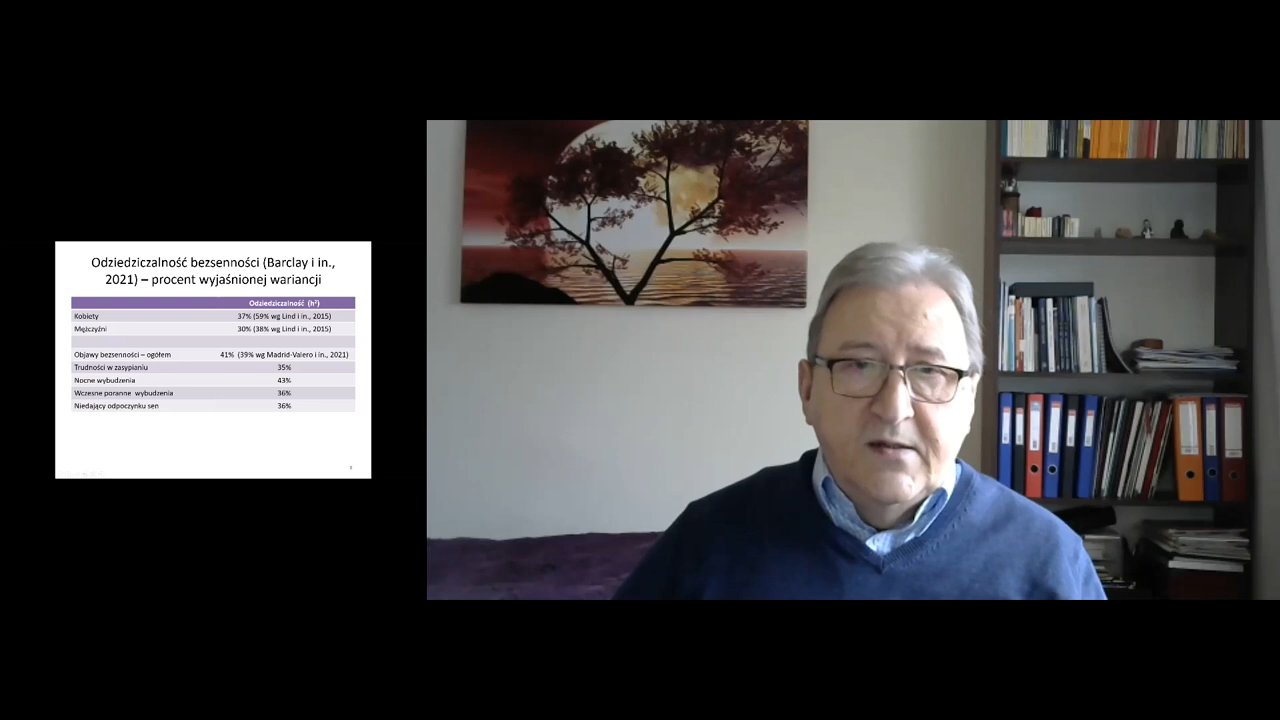 Odziedziczalność bezsenności (Barclay i in.,
2021) – procent wyjaśnionej wariancji
Odziedziczalność (h²)
Kobiety 37% (59% wg Lind i in., 2015)
Mężczyźni 30% (38% wg Lind i in., 2015)
Objawy bezsenności – ogółem 41% (39% wg Madrid-Valero i in., 2021)
Trudności w zasypianiu 35%
Nocne wybudzenia 43%
Wczesne poranne wybudzenia 36%
Niedający odpoczynku sen 36%